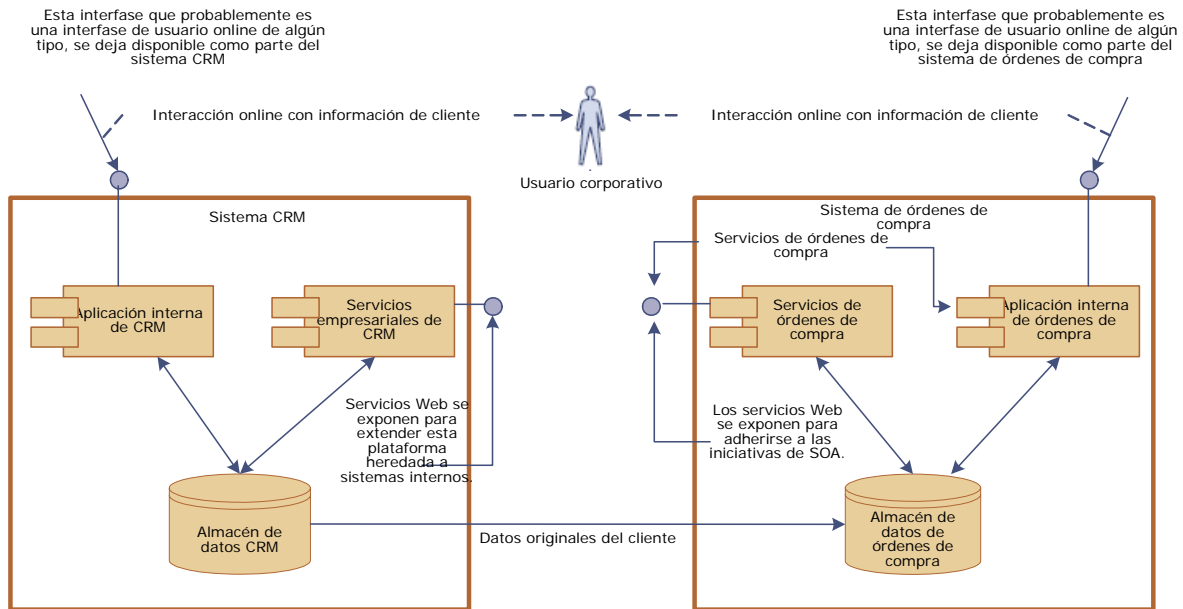 Esta interfase que probablemente es
una interfase de usuario online de algún
tipo, se deja disponible como parte del
sistema CRM
Esta interfase que probablemente es
una interfase de usuario online de algún
tipo, se deja disponible como parte del
sistema de órdenes de compra
Interacción online con información de cliente
Interacción online con información de cliente
Usuario corporativo
Sistema CRM
Sistema de órdenes de
compra
Servicios de órdenes de
compra
Aplicación interna
de CRM
Servicios
empresariales de
CRM
Servicios de
órdenes de
compra
Aplicación interna
de órdenes de
compra
Servicios Web se
exponen para
extender esta
plataforma
heredada a
sistemas internos.
Los servicios Web
se exponen para
adherirse a las
iniciativas de SOA.
Almacén de
datos CRM
Datos originales del cliente
Almacén de
datos de
órdenes de
compra